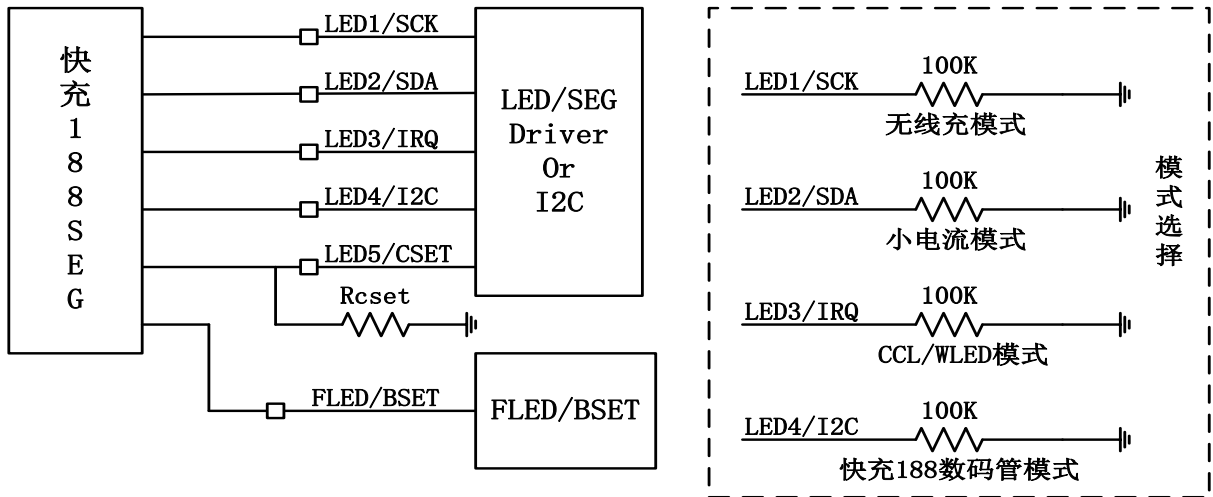 快充188SEG
LED1/SCK
LED2/SDA
LED3/IRQ
LED4/I2C
LED5/CSET
Rcset
FLED/BSET
LED/SEG
Driver
Or
I2C
FLED/BSET
LED1/SCK
100K
无线充模式
LED2/SDA
100K
小电流模式
LED3/IRQ
100K
CCL/WLED模式
LED4/I2C
100K
快充188数码管模式
模式选择